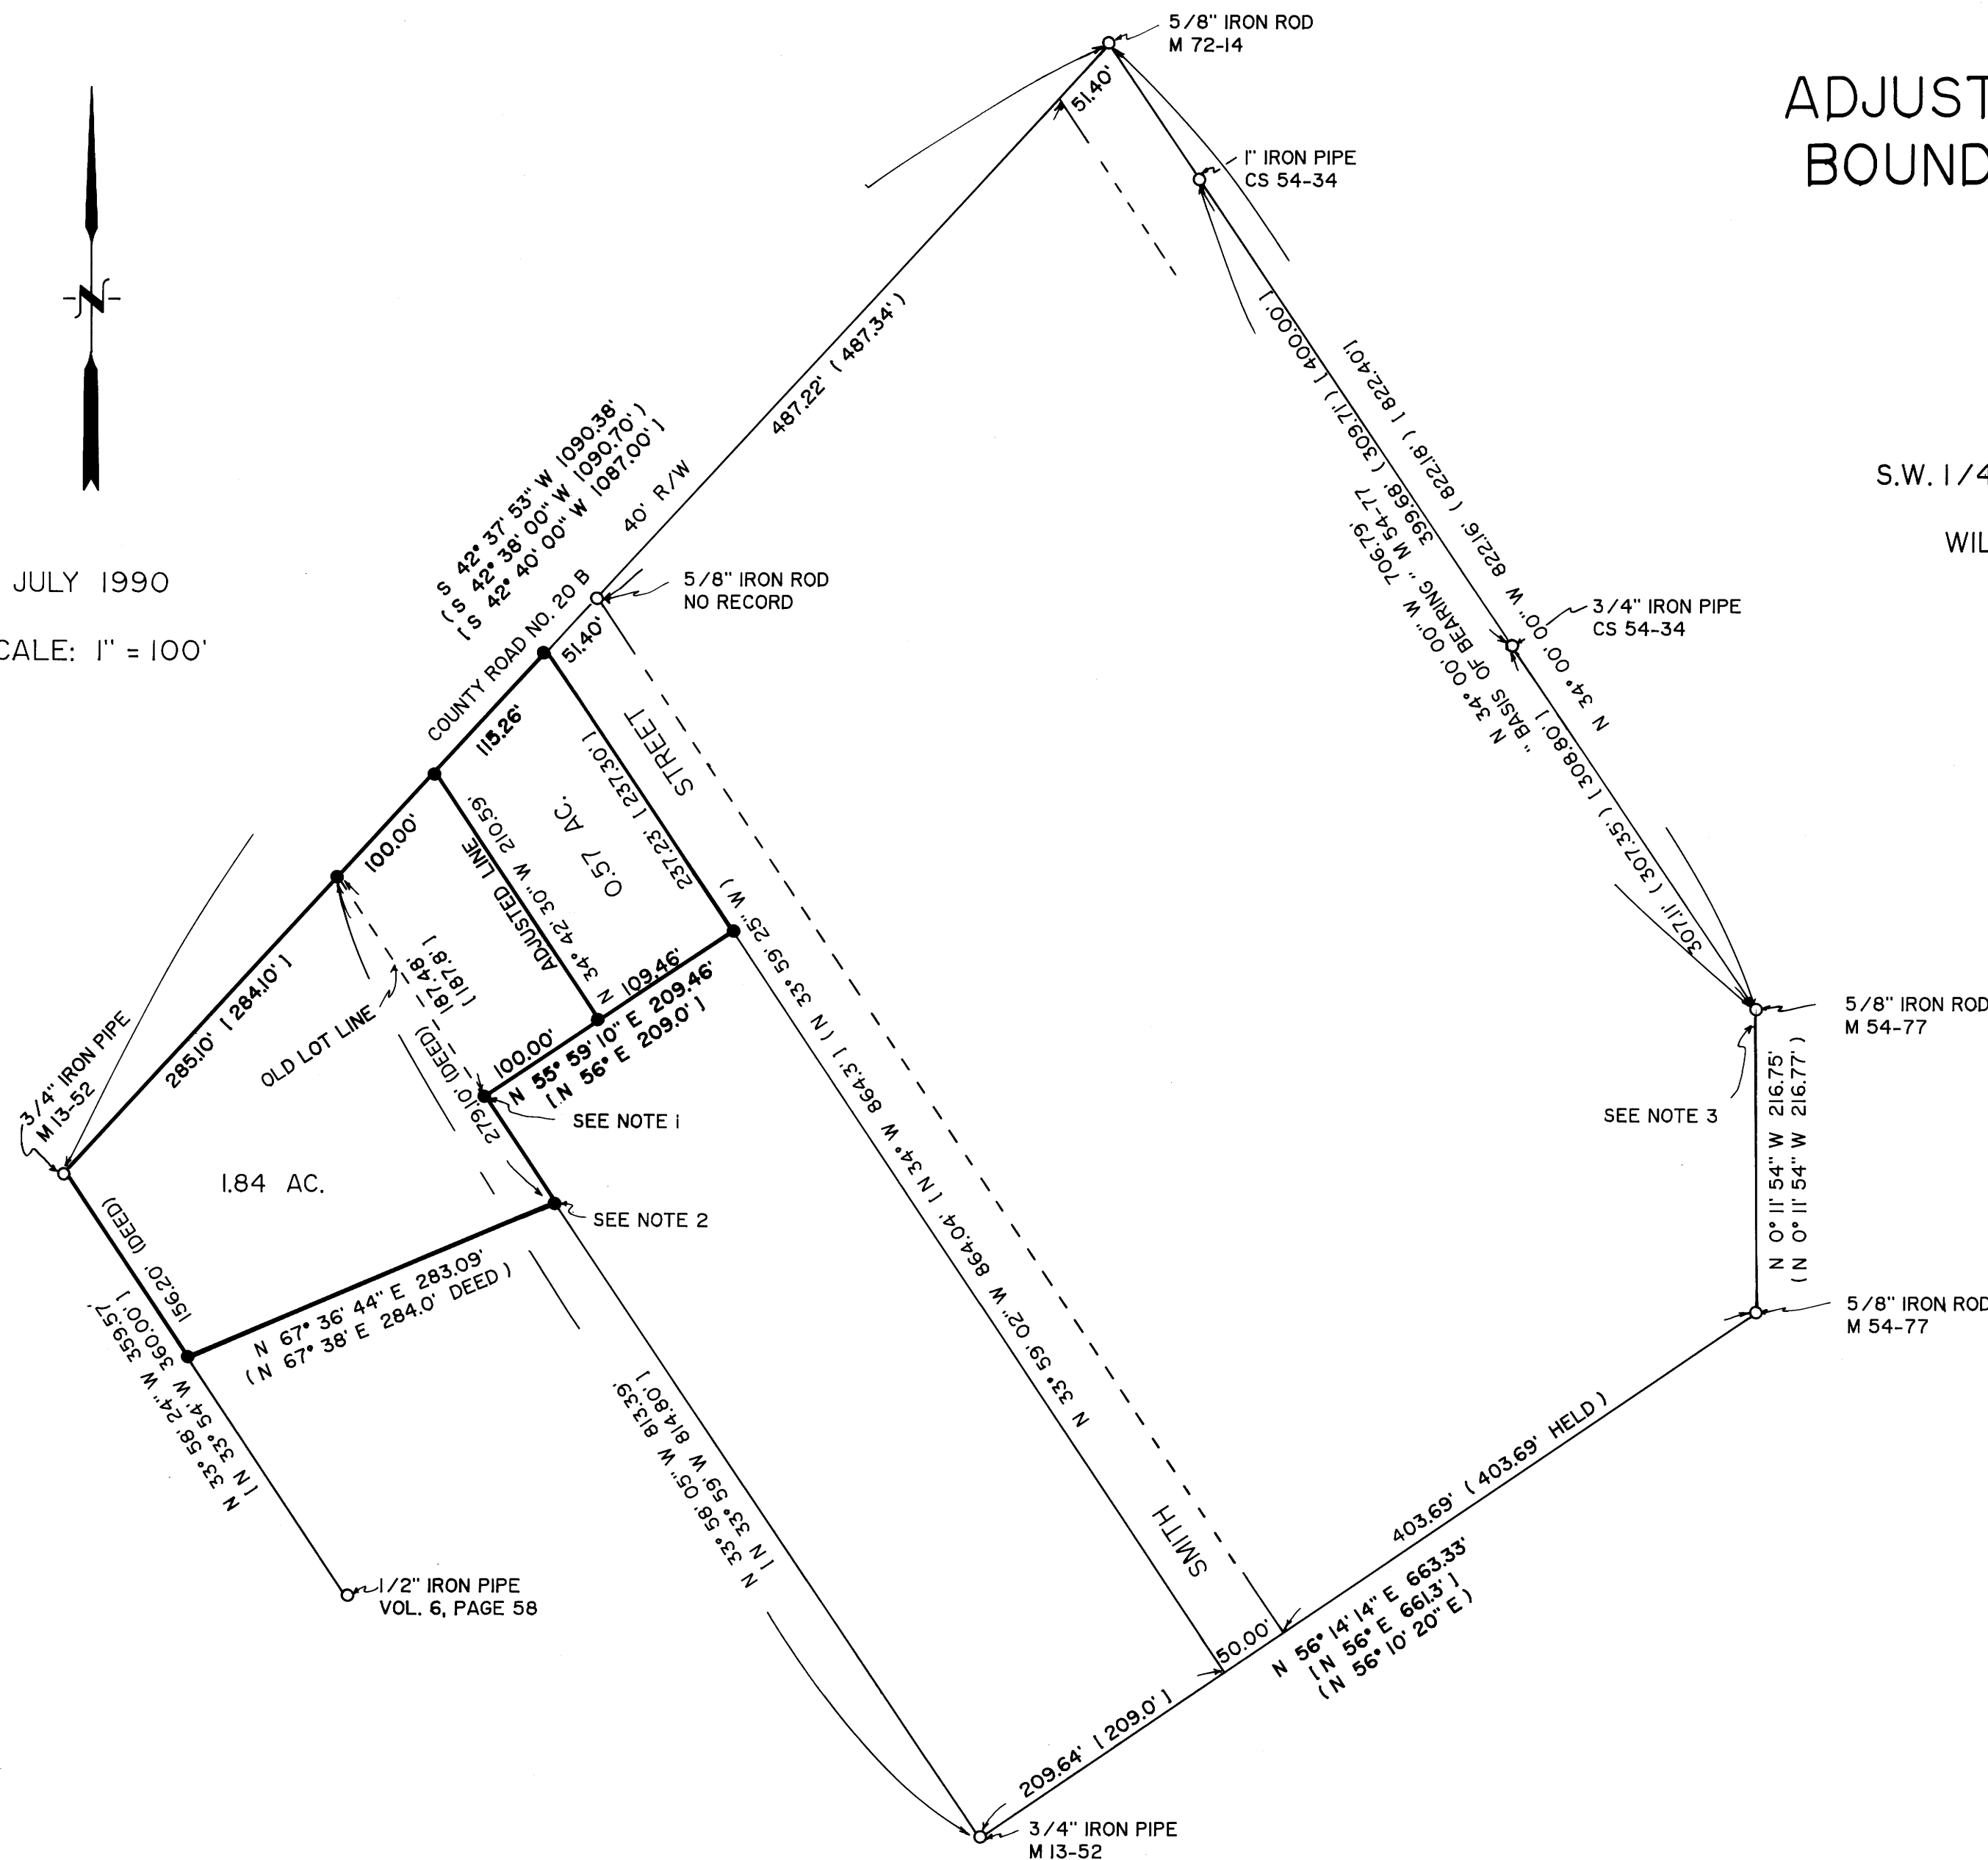 5/8" IRON ROD
M 72-14
51.40'
ADJUST
BOUND
1" IRON PIPE
CS 54-34
N
487.22' ( 487.34' )
S 42° 37' 53" W 1090.38'
( S 42° 38' 00" W 1090.70' )
[ S 42° 40' 00" W 1087.00' ]
40' R/W
COUNTY ROAD NO. 20 B
S.W. 1/4
WIL
JULY 1990
CALE: 1" = 100'
5/8" IRON ROD
NO RECORD
51.40'
N 34° 00' 00" W 822.16' ( 822.18' ) [ 822.40' ]
399.68' ( 309.71' ) [ 400.00' ]
N 34° 00' 00" W 706.79'
" BASIS OF BEARING ,, M 54-77
3/4" IRON PIPE
CS 54-34
307.11' ( 307.35' ) [ 308.80' ]
115.26'
STREET
237.23' [ 237.30' ]
0.57 AC.
N 34° 42' 30" W 210.59'
ADJUSTED LINE
100.00'
285.10' [ 284.10' ]
OLD LOT LINE
187.48'
[ 187.8' ]
109.46'
100.00'
N 55° 59' 10" E 209.46'
[ N 56° E 209.0' ]
279.10' (DEED)
SEE NOTE 1
3/4" IRON PIPE
M 13-52
1.84 AC.
SEE NOTE 2
156.20' (DEED)
N 67° 36' 44" E 283.09'
( N 67° 38' E 284.0' DEED )
N 33° 58' 24" W 359.57'
[ N 33° 54' W 360.00' ]
1/2" IRON PIPE
VOL. 6, PAGE 58
N 33° 58' 05" W 813.39'
[ N 33° 59' W 814.80' ]
N 33° 59' 02" W 864.04' [ N 34° W 864.3' ] ( N 33° 59' 25" W )
SMITH
5/8" IRON ROD
M 54-77
SEE NOTE 3
N 0° 11' 54" W 216.75'
( N 0° 11' 54" W 216.77' )
5/8" IRON ROD
M 54-77
403.69' ( 403.69' HELD )
N 56° 14' 14" E 663.33'
[ N 56° E 661.3' ]
( N 56° 10' 20" E )
50.00'
209.64' [ 209.0' ]
3/4" IRON PIPE
M 13-52